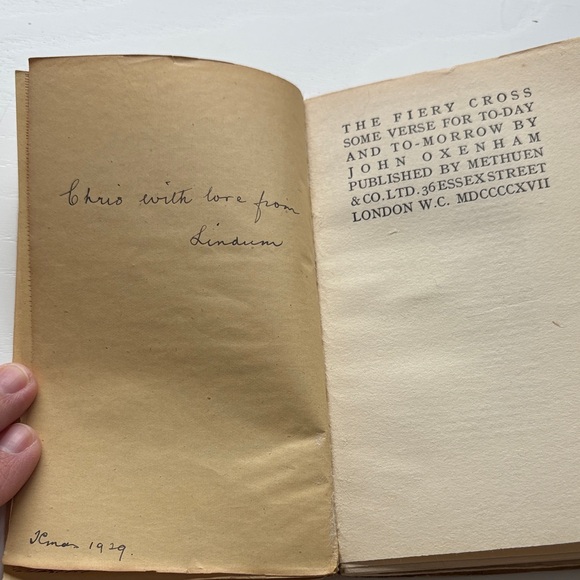 Chris with love from
Lindum
Xmas 1929.
THE FIERY CROSS
SOME VERSE FOR TO-DAY
AND TO-MORROW BY
JOHN OXENHAM
PUBLISHED BY METHUEN
& CO. LTD. 36 ESSEX STREET
LONDON W.C. MDCCCCXVII